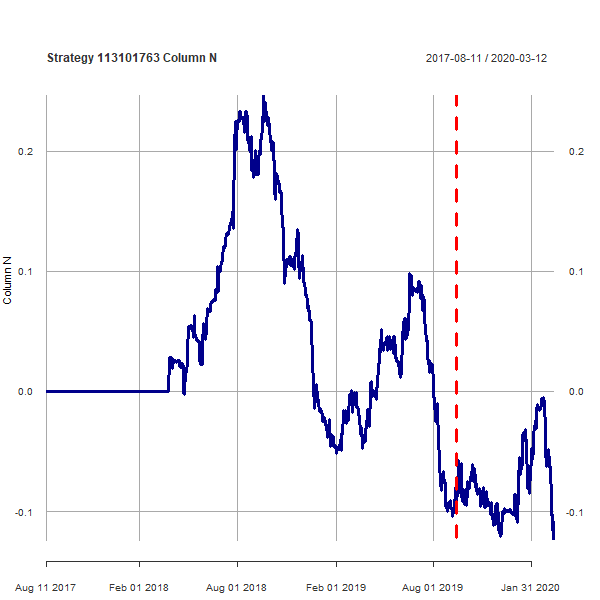 Strategy 113101763 Column N
2017-08-11 / 2020-03-12
Column N
0.2
0.2
0.1
0.1
0.0
0.0
-0.1
-0.1
Aug 11 2017
Feb 01 2018
Aug 01 2018
Feb 01 2019
Aug 01 2019
Jan 31 2020